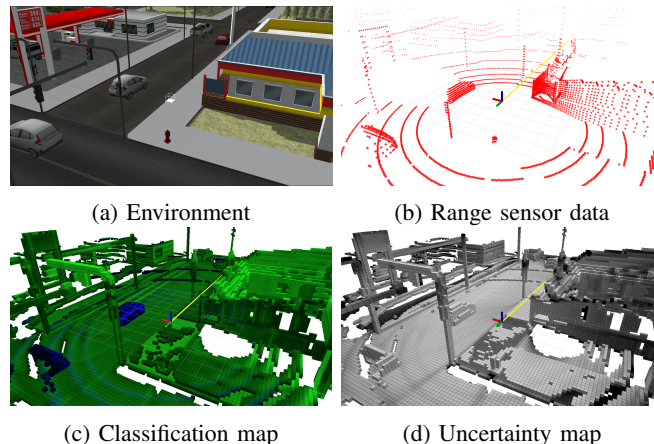 (a) Environment
(b) Range sensor data
(c) Classification map
(d) Uncertainty map